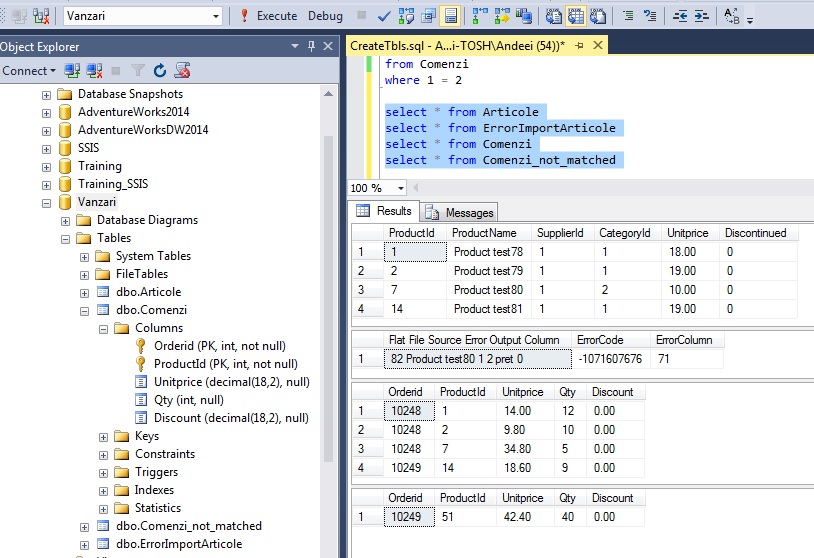 Vanzari
Execute
Debug
Object Explorer
Connect
Database Snapshots
AdventureWorks2014
AdventureWorksDW2014
SSIS
Training
Training_SSIS
Vanzari
Database Diagrams
Tables
System Tables
FileTables
dbo.Articole
dbo.Comenzi
Columns
Orderid (PK, int, not null)
ProductId (PK, int, not null)
Unitprice (decimal(18,2), null)
Qty (int, null)
Discount (decimal(18,2), null)
Keys
Constraints
Triggers
Indexes
Statistics
dbo.Comenzi_not_matched
dbo.ErrorImportArticole
CreateTbls.sql - A...i-TOSH\Andeei (54))*
from Comenzi
where 1 = 2
select * from Articole
select * from ErrorImportArticole
select * from Comenzi
select * from Comenzi_not_matched
100 %
Results Messages
ProductId ProductName SupplierId CategoryId Unitprice Discontinued
1 1 Product test78 1 1 18.00 0
2 2 Product test79 1 1 19.00 0
3 7 Product test80 1 2 10.00 0
4 14 Product test81 1 1 19.00 0
Flat File Source Error Output Column ErrorCode ErrorColumn
1 82 Product test80 1 2 pret 0 -1071607676 71
Orderid ProductId Unitprice Qty Discount
1 10248 1 14.00 12 0.00
2 10248 2 9.80 10 0.00
3 10248 7 34.80 5 0.00
4 10249 14 18.60 9 0.00
Orderid ProductId Unitprice Qty Discount
1 10249 51 42.40 40 0.00